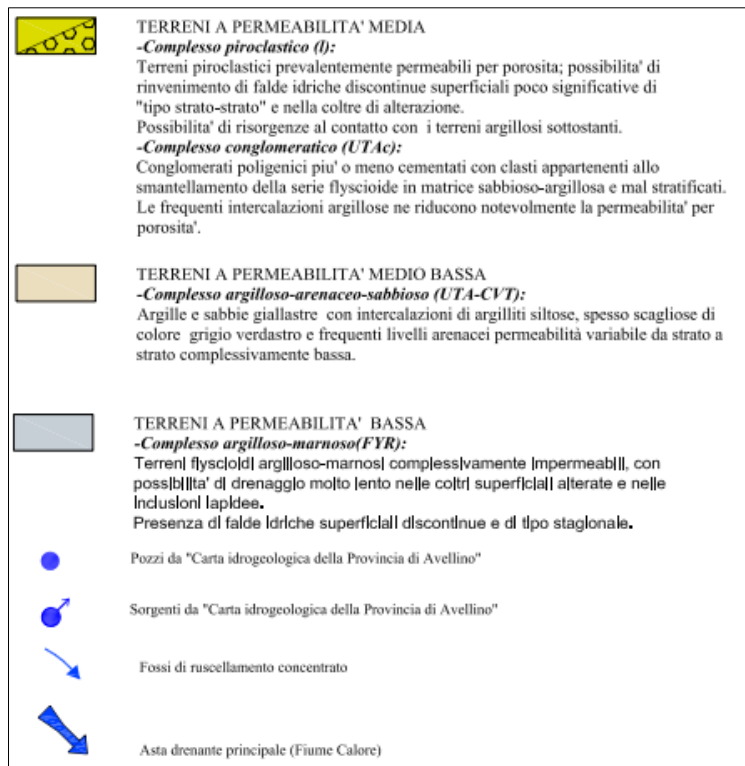 TERRENI A PERMEABILITA' MEDIA
-Complesso piroclastico (l):
Terreni piroclastici prevalentemente permeabili per porosita; possibilita' di
rinvenimento di falde idriche discontinue superficiali poco significative di
"tipo strato-strato" e nella coltre di alterazione.
Possibilita' di risorgenze al contatto con i terreni argillosi sottostanti.
-Complesso conglomeratico (UTAc):
Conglomerati poligenici piu' o meno cementati con clasti appartenenti allo
smantellamento della serie flyscioide in matrice sabbioso-argillosa e mal stratificati.
Le frequenti intercalazioni argillose ne riducono notevolmente la permeabilita' per
porosita'.
TERRENI A PERMEABILITA' MEDIO BASSA
-Complesso argilloso-arenaceo-sabbioso (UTA-CVT):
Argille e sabbie giallastre con intercalazioni di argilliti siltose, spesso scagliose di
colore grigio verdastro e frequenti livelli arenacei permeabilità variabile da strato a
strato complessivamente bassa.
TERRENI A PERMEABILITA' BASSA
-Complesso argilloso-marnoso(FYR):
Terreni flyscioidi argilloso-marnosi complessivamente impermeabili, con
possibilita' di drenaggio molto lento nelle coltri superficiali alterate e nelle
inclusioni lapidee.
Presenza di falde idriche superficiali discontinue e di tipo stagionale.
Pozzi da "Carta idrogeologica della Provincia di Avellino"
Sorgenti da "Carta idrogeologica della Provincia di Avellino"
Fossi di ruscellamento concentrato
Asta drenante principale (Fiume Calore)